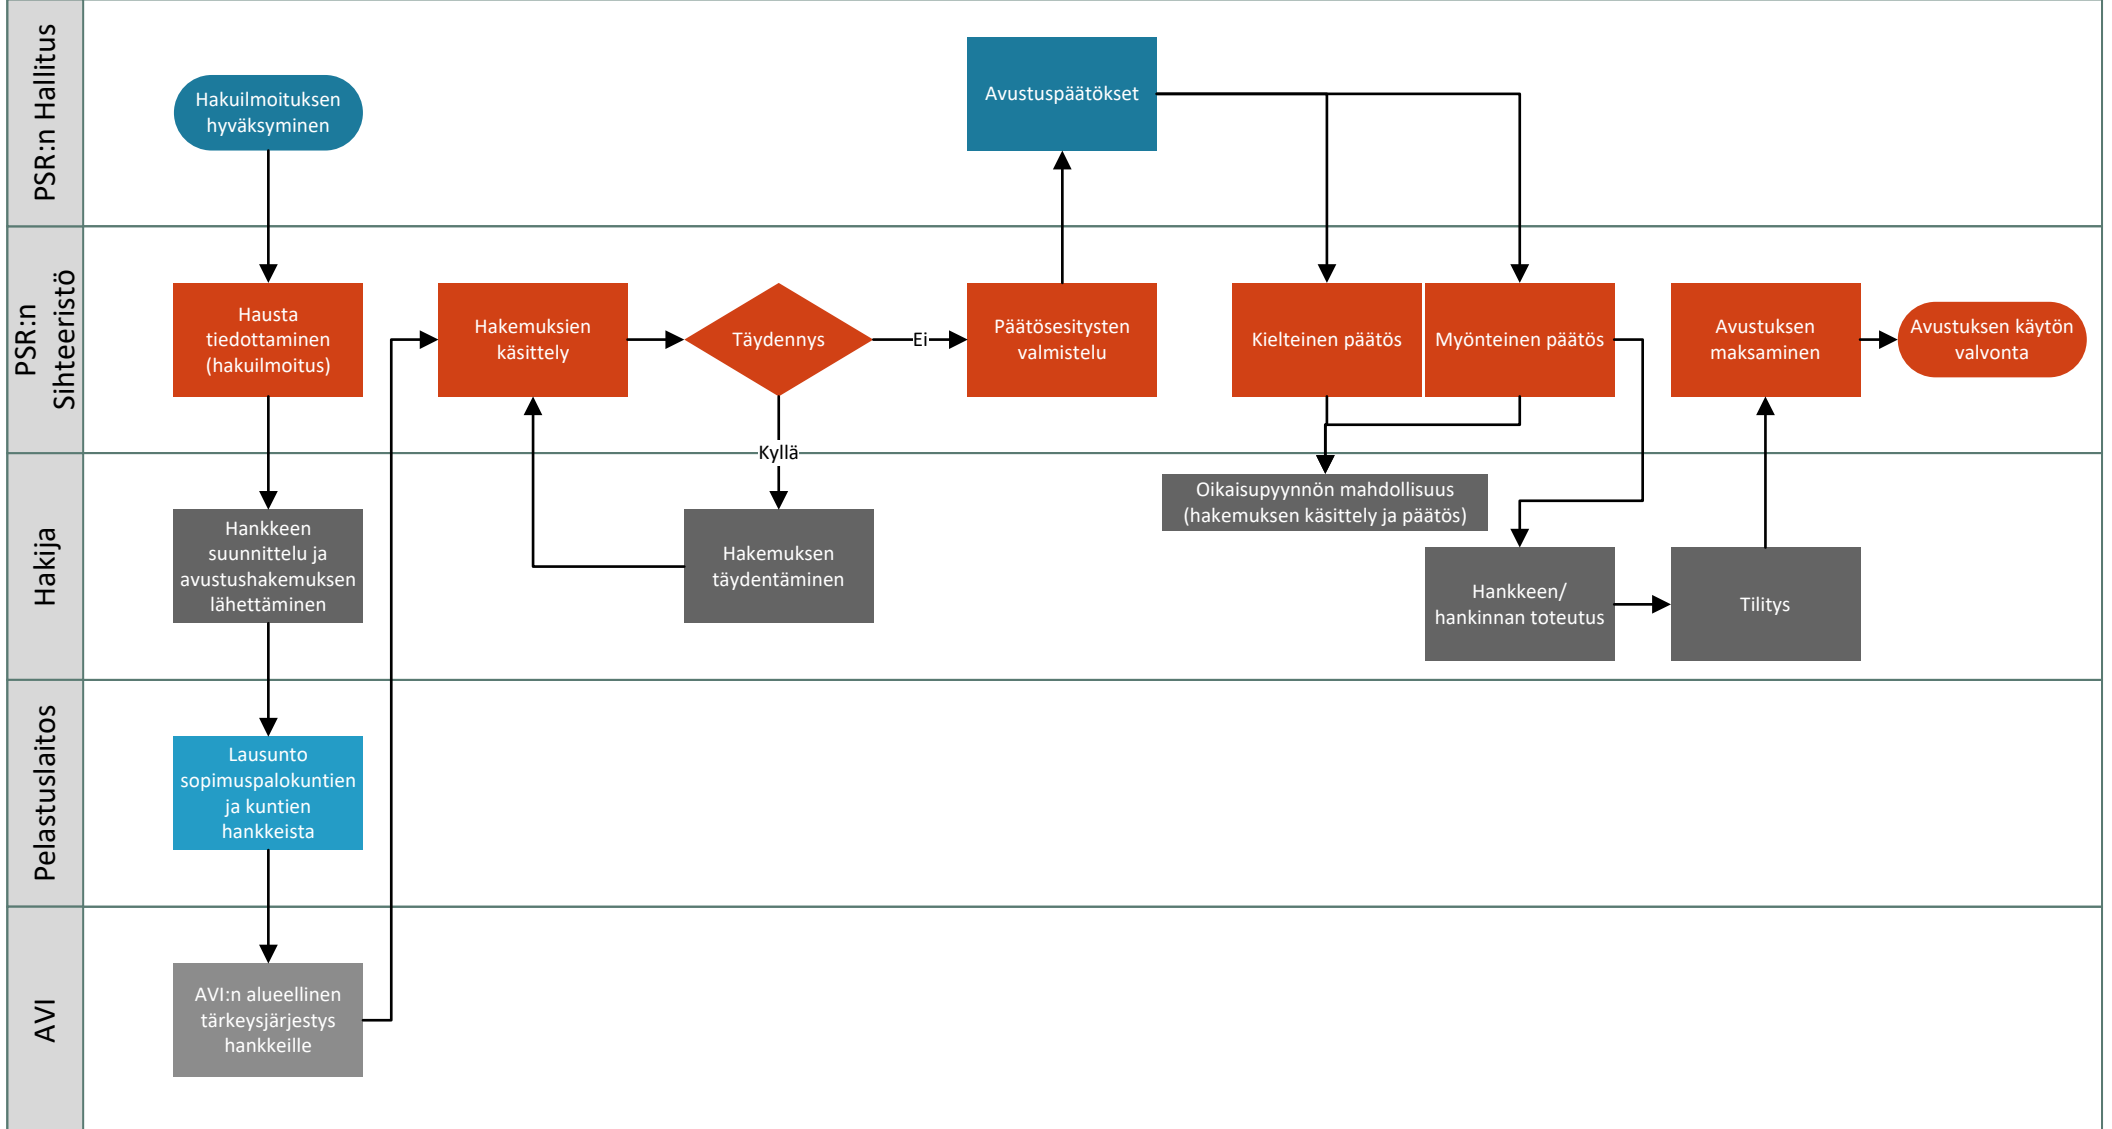 PSR:n Hallitus
Hakuilmoituksen
hyväksyminen
Avustuspäätökset
PSR:n
Sihteeristö
Hausta
tiedottaminen
(hakuilmoitus)
Hakemuksien
käsittely
Täydennys
Ei
Kyllä
Päätösesitysten
valmistelu
Kielteinen päätös
Myönteinen päätös
Avustuksen
maksaminen
Avustuksen käytön
valvonta
Hakija
Hankkeen
suunnittelu ja
avustushakemuksen
lähettäminen
Hakemuksen
täydentäminen
Oikaisupyynnön mahdollisuus
(hakemuksen käsittely ja päätös)
Hankkeen/
hankinnan toteutus
Tilitys
Pelastuslaitos
Lausunto
sopimuspalokuntien
ja kuntien
hankkeista
AVI
AVI:n alueellinen
tärkeysjärjestys
hankkeille